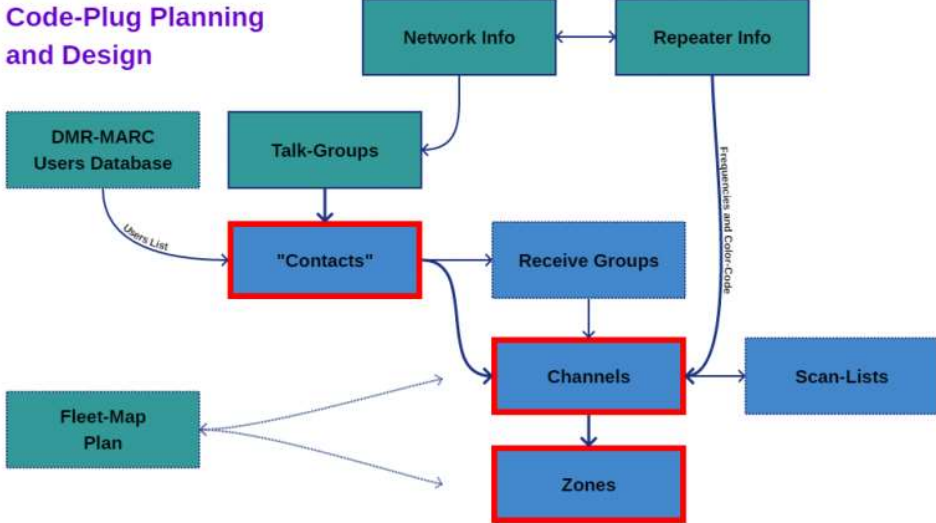 Code-Plug Planning
and Design
Network Info
Repeater Info
DMR-MARC
Users Database
Talk-Groups
Frequencies and Color-Code
Users List
"Contacts"
Receive Groups
Channels
Scan-Lists
Fleet-Map
Plan
Zones